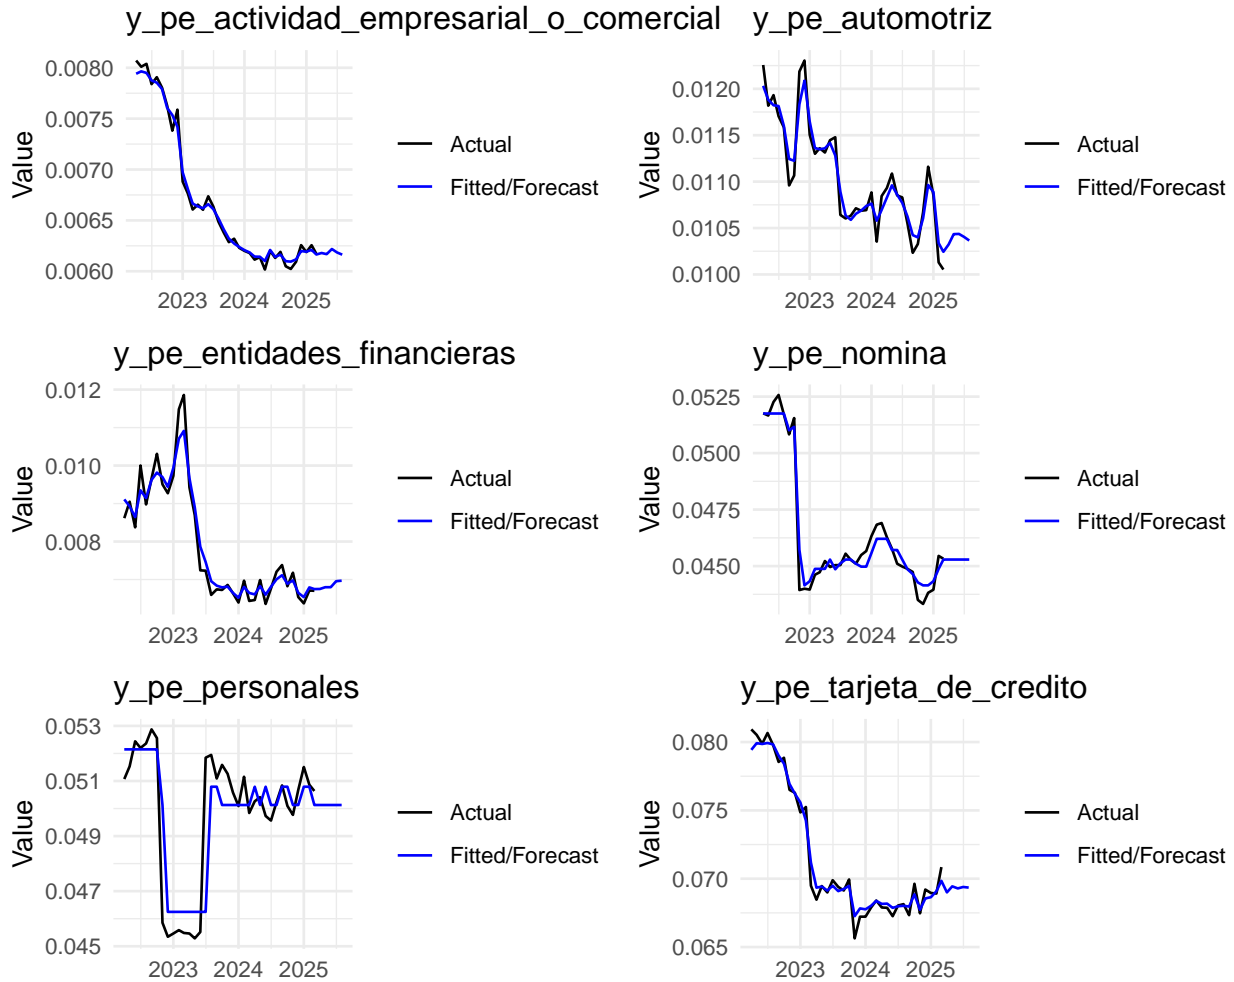 y_pe_actividad_empresarial_o_comercial
0.0080
0.0075
0.0070
0.0065
0.0060
Value
2023 2024 2025
Actual
Fitted/Forecast
y_pe_automotriz
0.0120
0.0115
0.0110
0.0105
0.0100
Value
2023 2024 2025
Actual
Fitted/Forecast
y_pe_entidades_financieras
0.012
0.010
0.008
Value
2023 2024 2025
Actual
Fitted/Forecast
y_pe_nomina
0.0525
0.0500
0.0475
0.0450
Value
2023 2024 2025
Actual
Fitted/Forecast
y_pe_personales
0.053
0.051
0.049
0.047
0.045
Value
2023 2024 2025
Actual
Fitted/Forecast
y_pe_tarjeta_de_credito
0.080
0.075
0.070
0.065
Value
2023 2024 2025
Actual
Fitted/Forecast